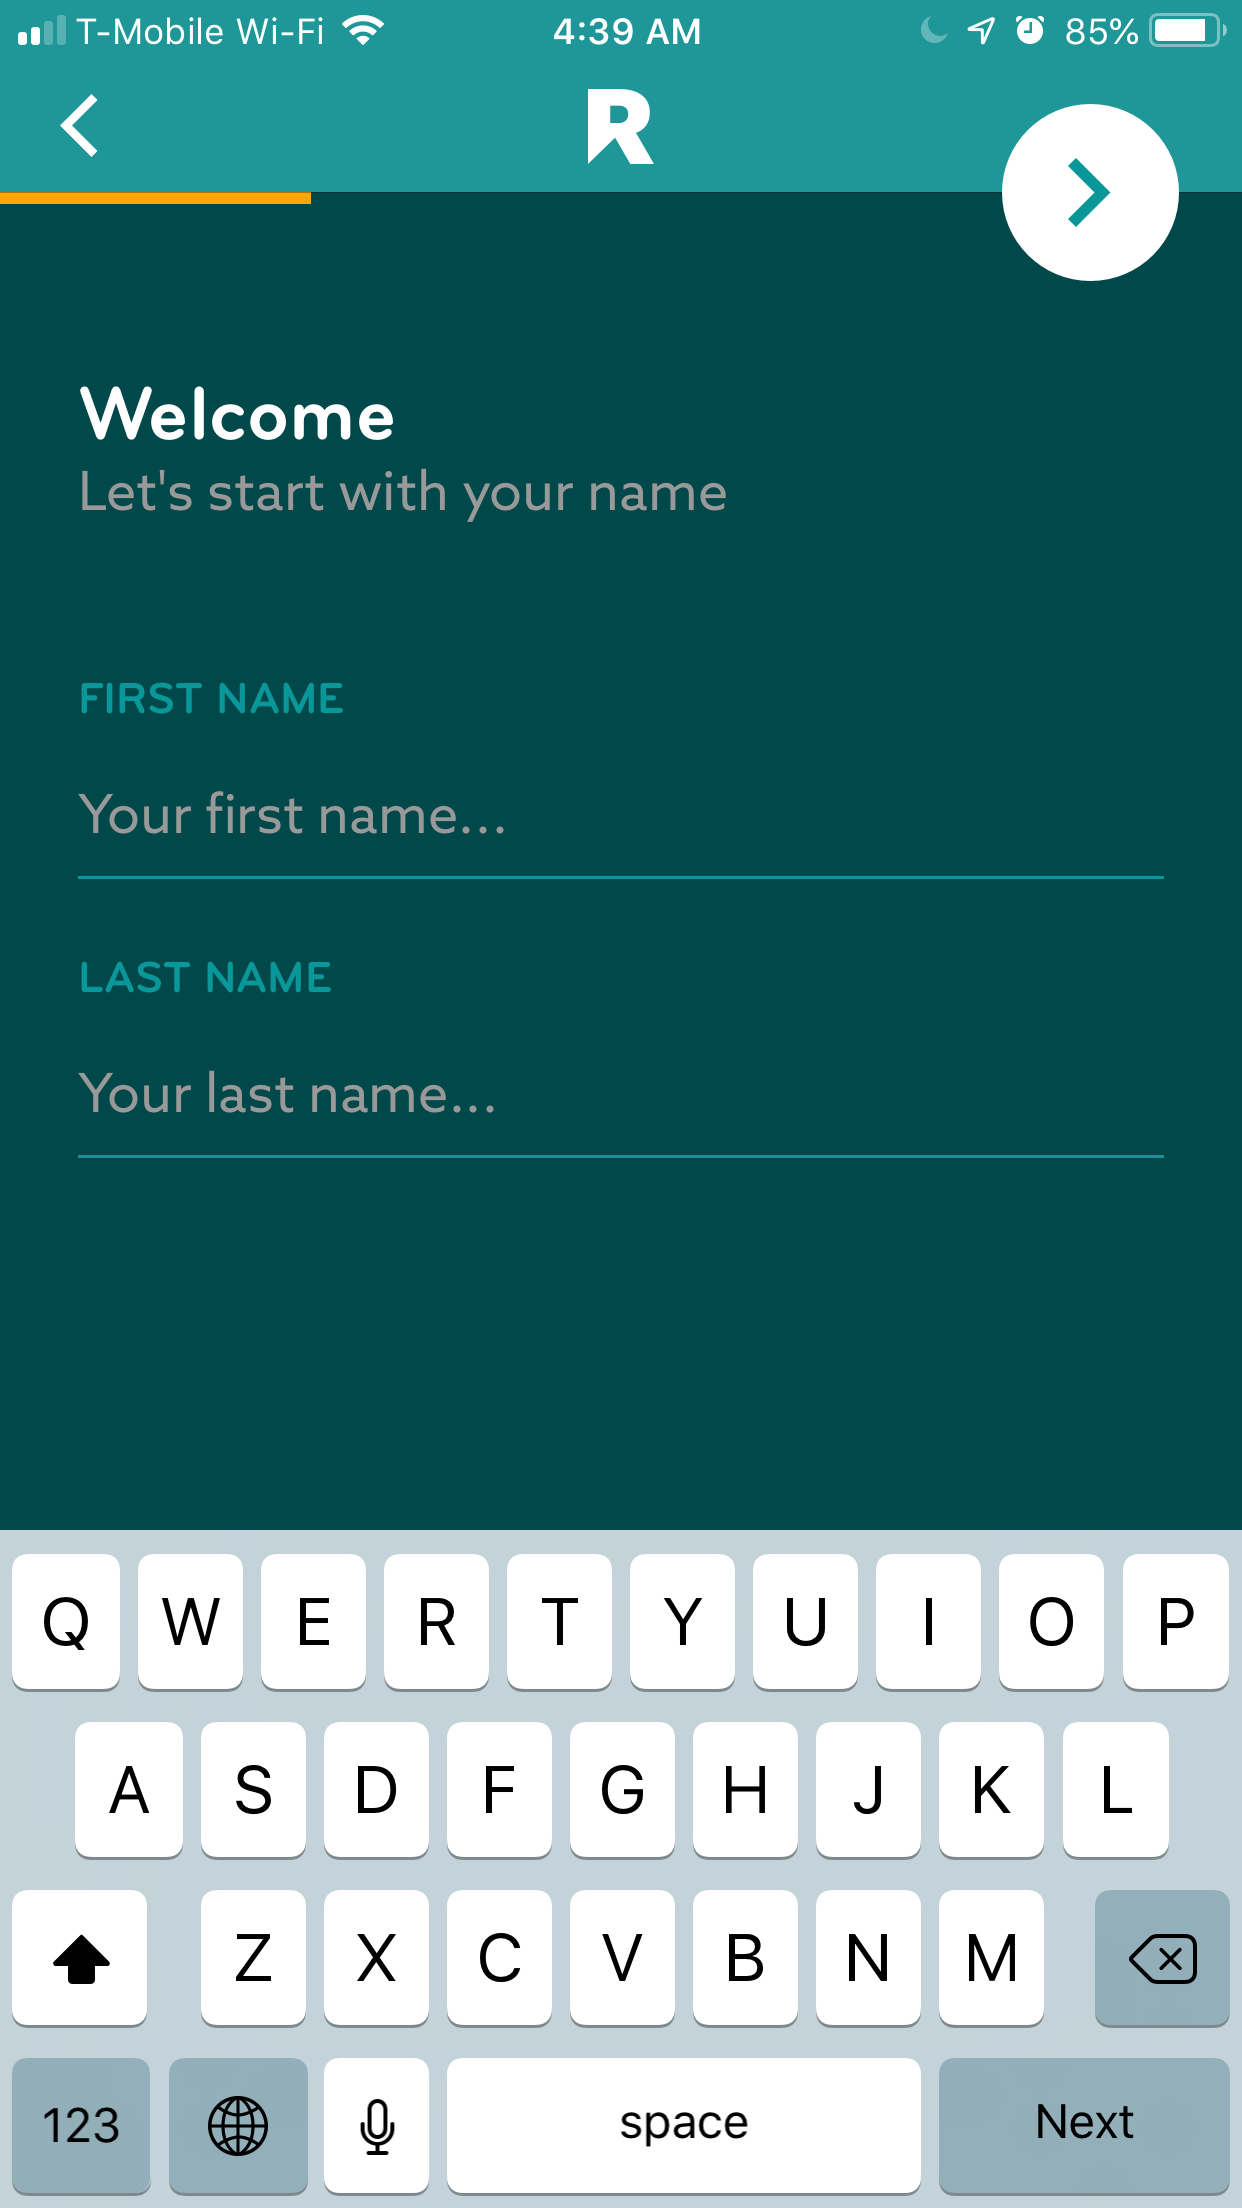 T-Mobile Wi-Fi 4:39 AM 85%
R
Welcome
Let's start with your name
FIRST NAME
Your first name...
LAST NAME
Your last name...
Q W E R T Y U I O P
A S D F G H J K L
Z X C V B N M
123 space Next